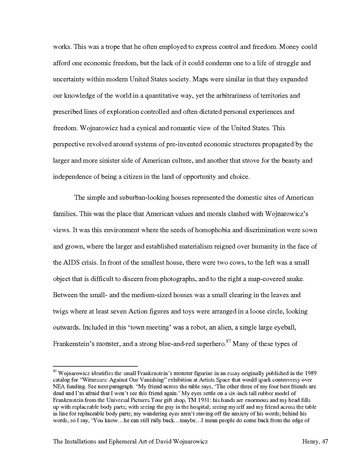 works. This was a trope that he often employed to express control and freedom. Money could
afford one economic freedom, but the lack of it could condemn one to a life of struggle and
uncertainty within modern United States society. Maps were similar in that they expanded
our knowledge of the world in a quantitative way, yet the arbitrariness of territories and
prescribed lines of exploration controlled and often dictated personal experiences and
freedom. Wojnarowicz had a cynical and romantic view of the United States. This
perspective revolved around systems of pre-invented economic structures propagated by the
larger and more sinister side of American culture, and another that strove for the beauty and
independence of being a citizen in the land of opportunity and choice.
The simple and suburban-looking houses represented the domestic sites of American
families. This was the place that American values and morals clashed with Wojnarowicz's
views. It was this environment where the seeds of homophobia and discrimination were sown
and grown, where the larger and established materialism reigned over humanity in the face of
the AIDS crisis. In front of the smallest house, there were two cows, to the left was a small
object that is difficult to discern from photographs, and to the right a map-covered snake.
Between the small- and the medium-sized houses was a small clearing in the leaves and
twigs where at least seven Action figures and toys were arranged in a loose circle, looking
outwards. Included in this 'town meeting' was a robot, an alien, a single large eyeball,
Frankenstein's monster, and a strong blue-and-red superhero.⁸⁷ Many of these types of
⁸⁷ Wojnarowicz identifies the small Frankenstein's monster figurine in an essay originally published in the 1989
catalog for "Witnesses: Against Our Vanishing" exhibition at Artists Space that would spark controversy over
NEA funding. See next paragraph. 'My friend across the table says, 'The other three of my four best friends are
dead and I'm afraid that I won't see this friend again.' My eyes settle on a six-inch tall rubber model of
Frankenstein from the Universal Pictures Tour gift shop, TM 1931: his hands are enormous and my head fills
up with replaceable body parts; with seeing the guy in the hospital; seeing myself and my friend across the table
in line for replaceable body parts; my wandering eyes aren't staving off the anxiety of his words; behind his
words, so I say, 'You know…he can still rally back…maybe…I mean people do come back from the edge of
The Installations and Ephemeral Art of David Wojnarowicz Henry, 47